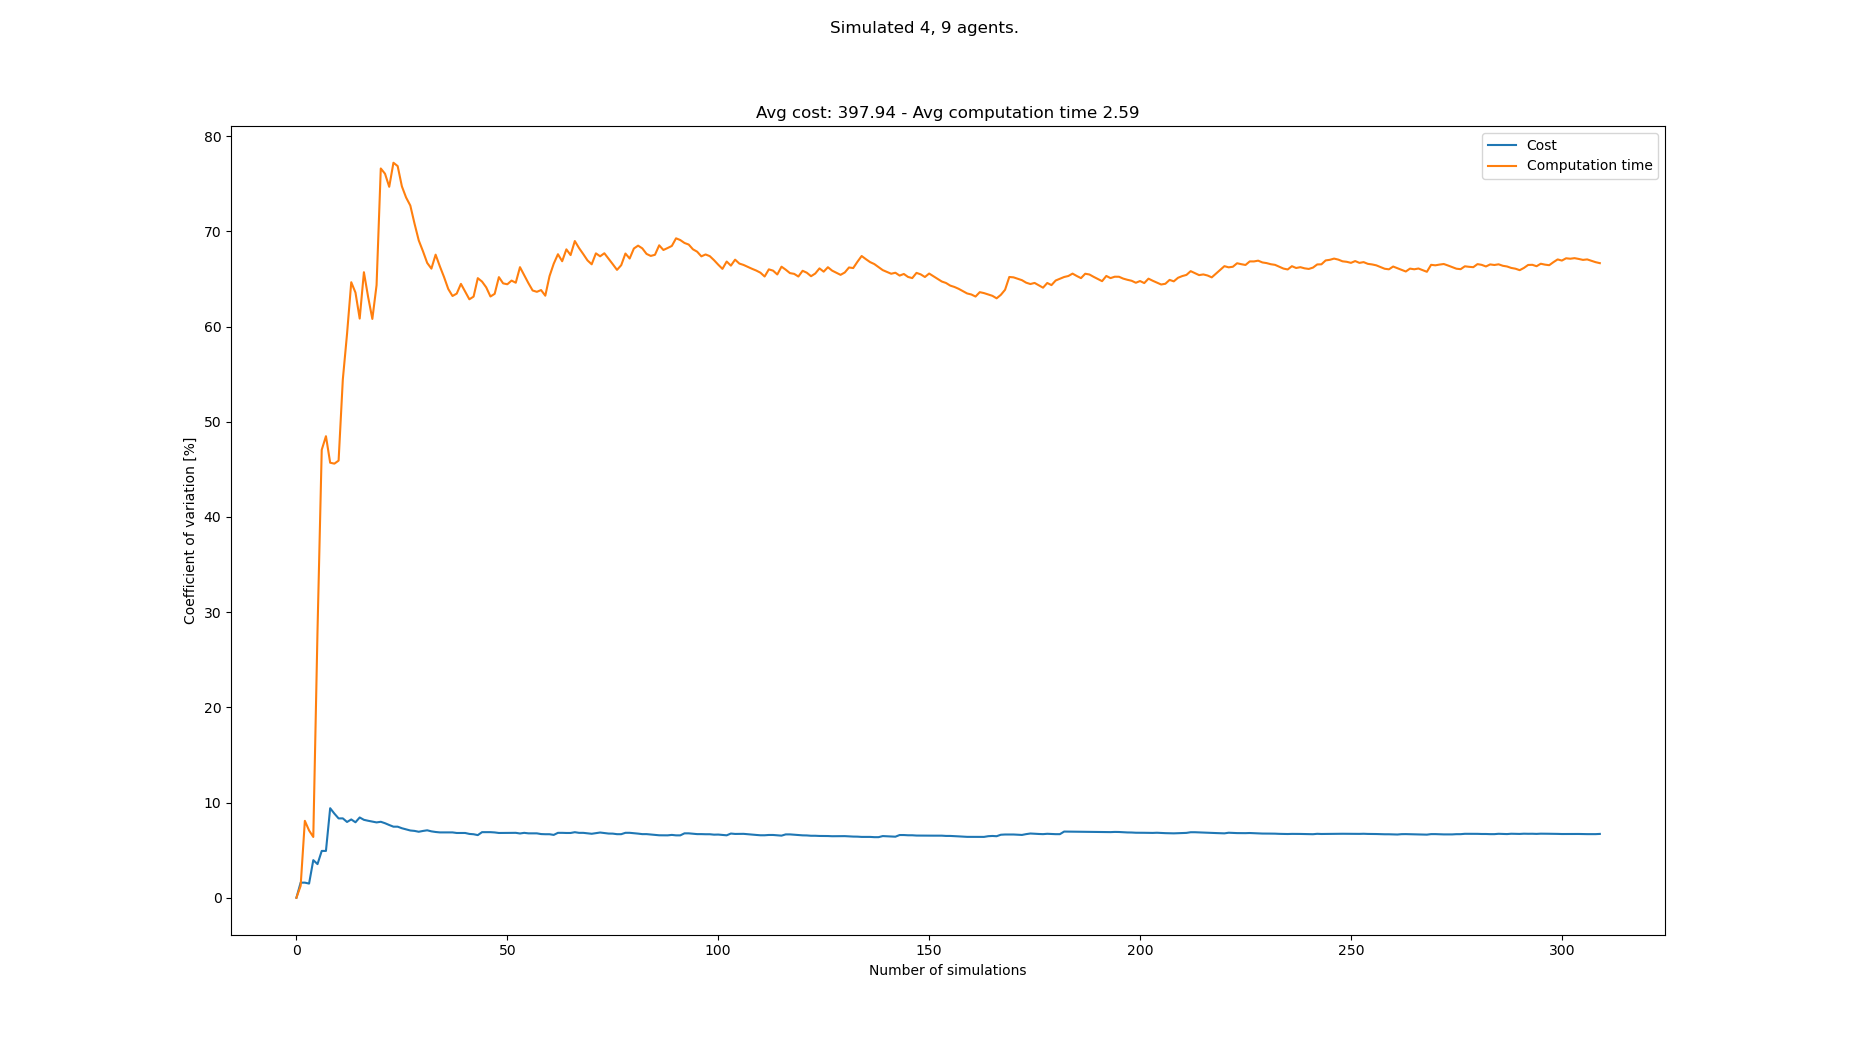 Simulated 4, 9 agents.
Avg cost: 397.94 - Avg computation time 2.59
Cost
Computation time
80
70
60
50
40
30
20
10
0
Coefficient of variation [%]
0 50 100 150 200 250 300
Number of simulations